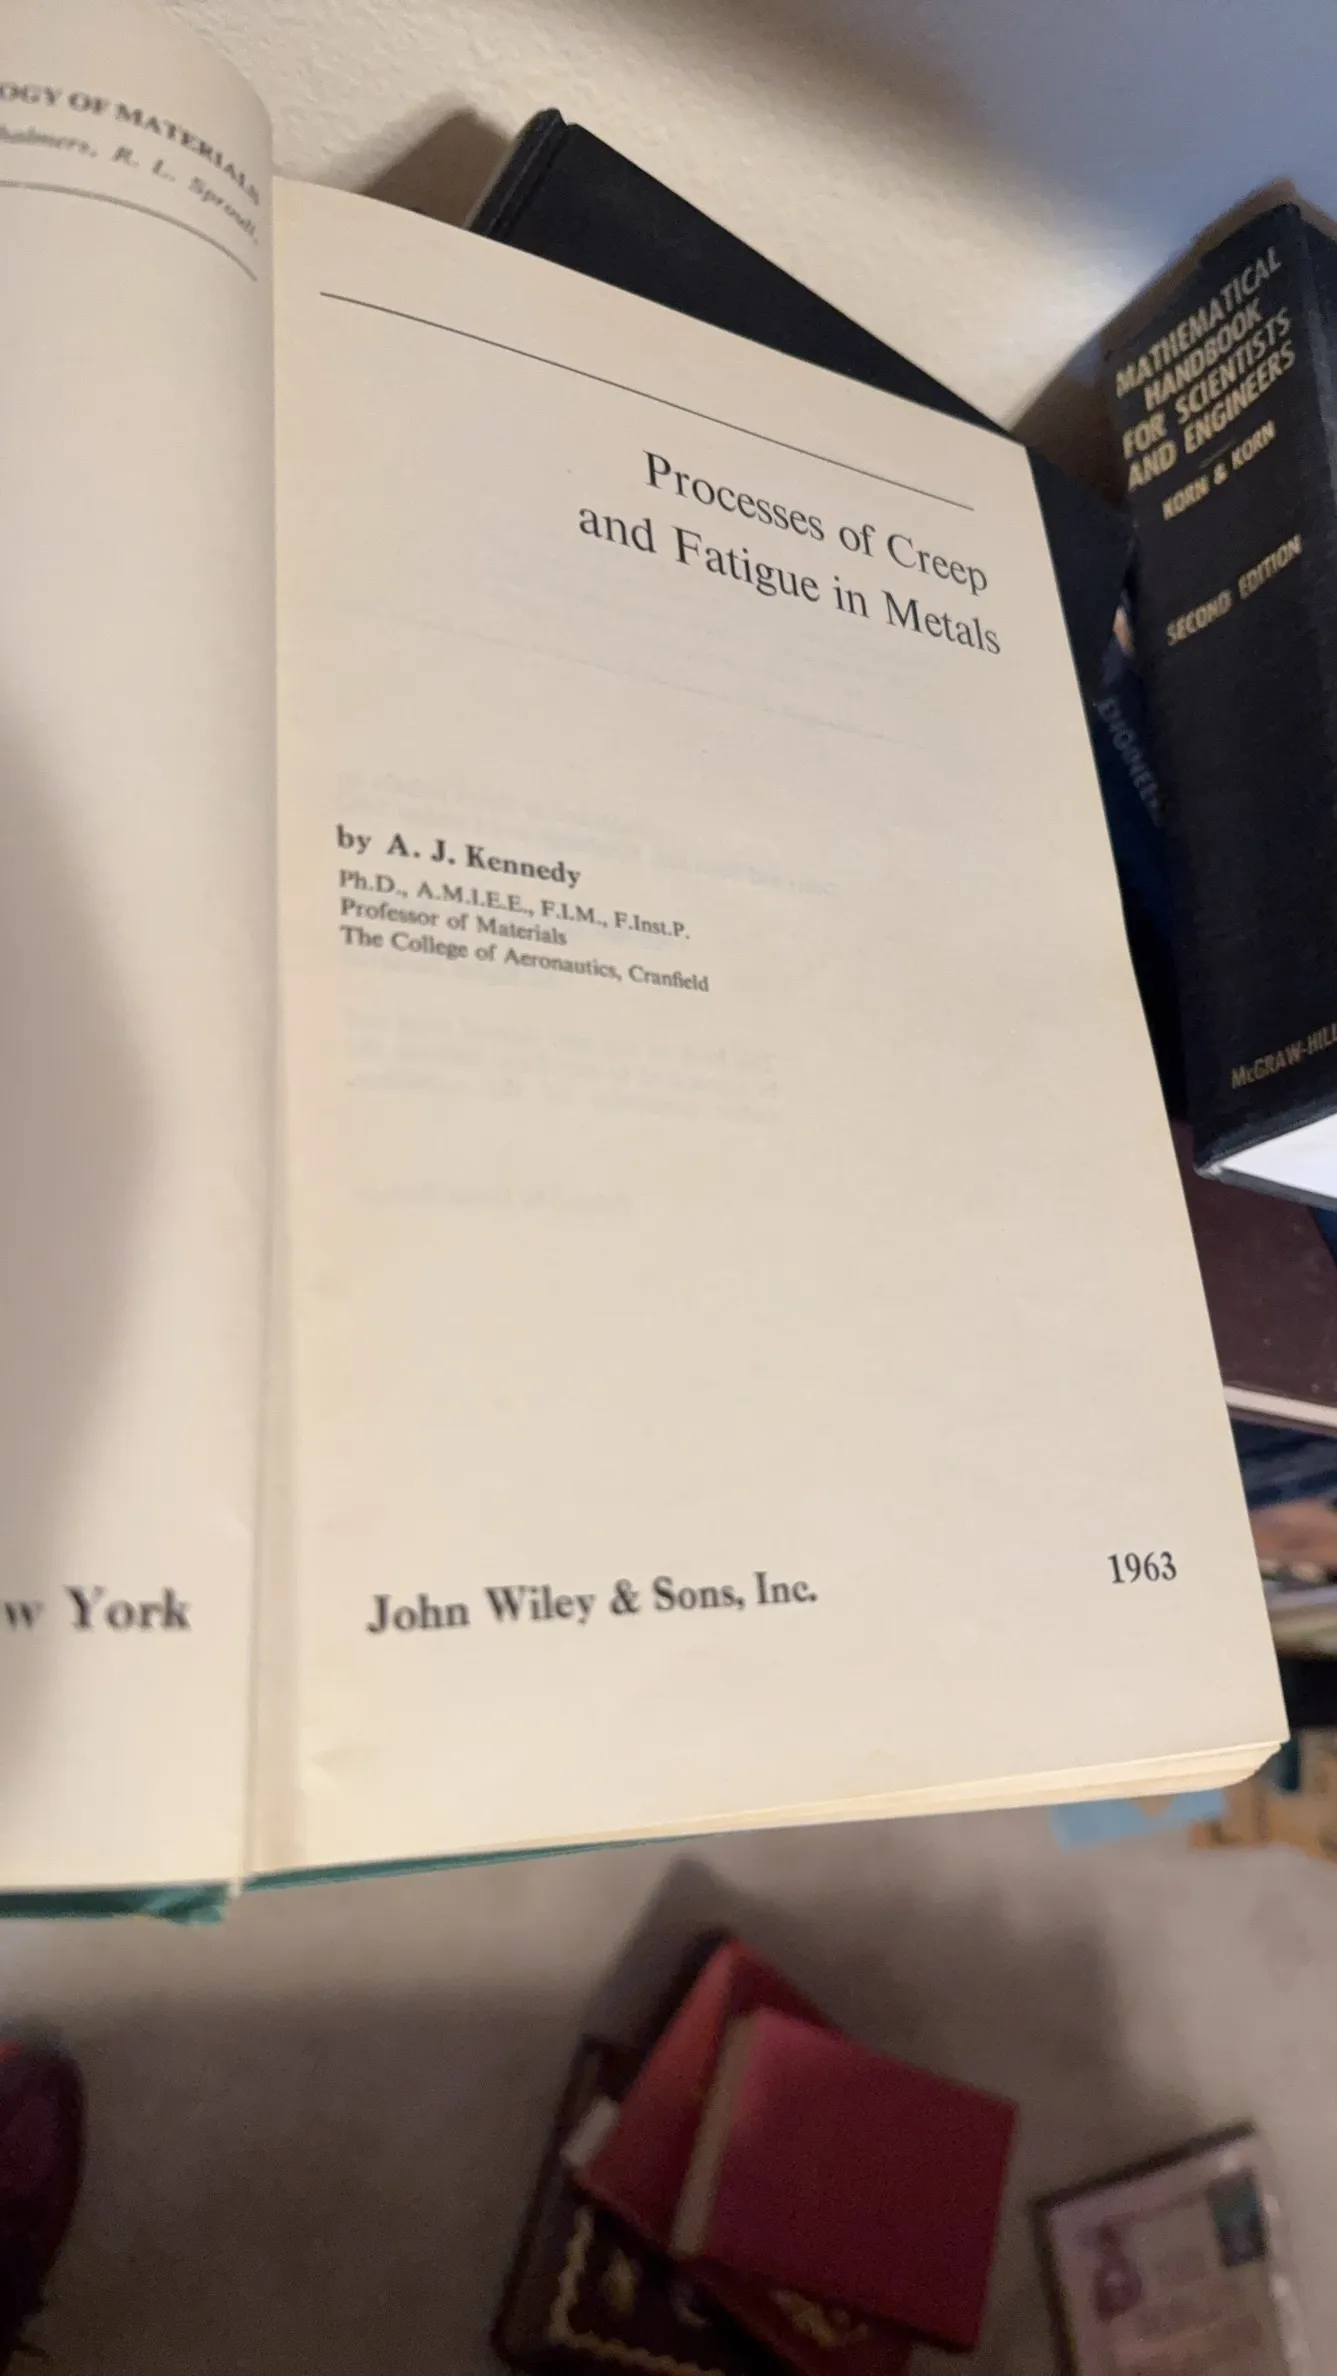 OGY OF MATERIALS
halmers, R. L. Sproull,
w York
Processes of Creep
and Fatigue in Metals
by A. J. Kennedy
Ph.D., A.M.I.E.E., F.I.M., F.Inst.P.
Professor of Materials
The College of Aeronautics, Cranfield
John Wiley & Sons, Inc.
1963
MATHEMATICAL
HANDBOOK
FOR SCIENTISTS
AND ENGINEERS
KORN & KORN
SECOND EDITION
McGRAW-HILL
ENGINEE